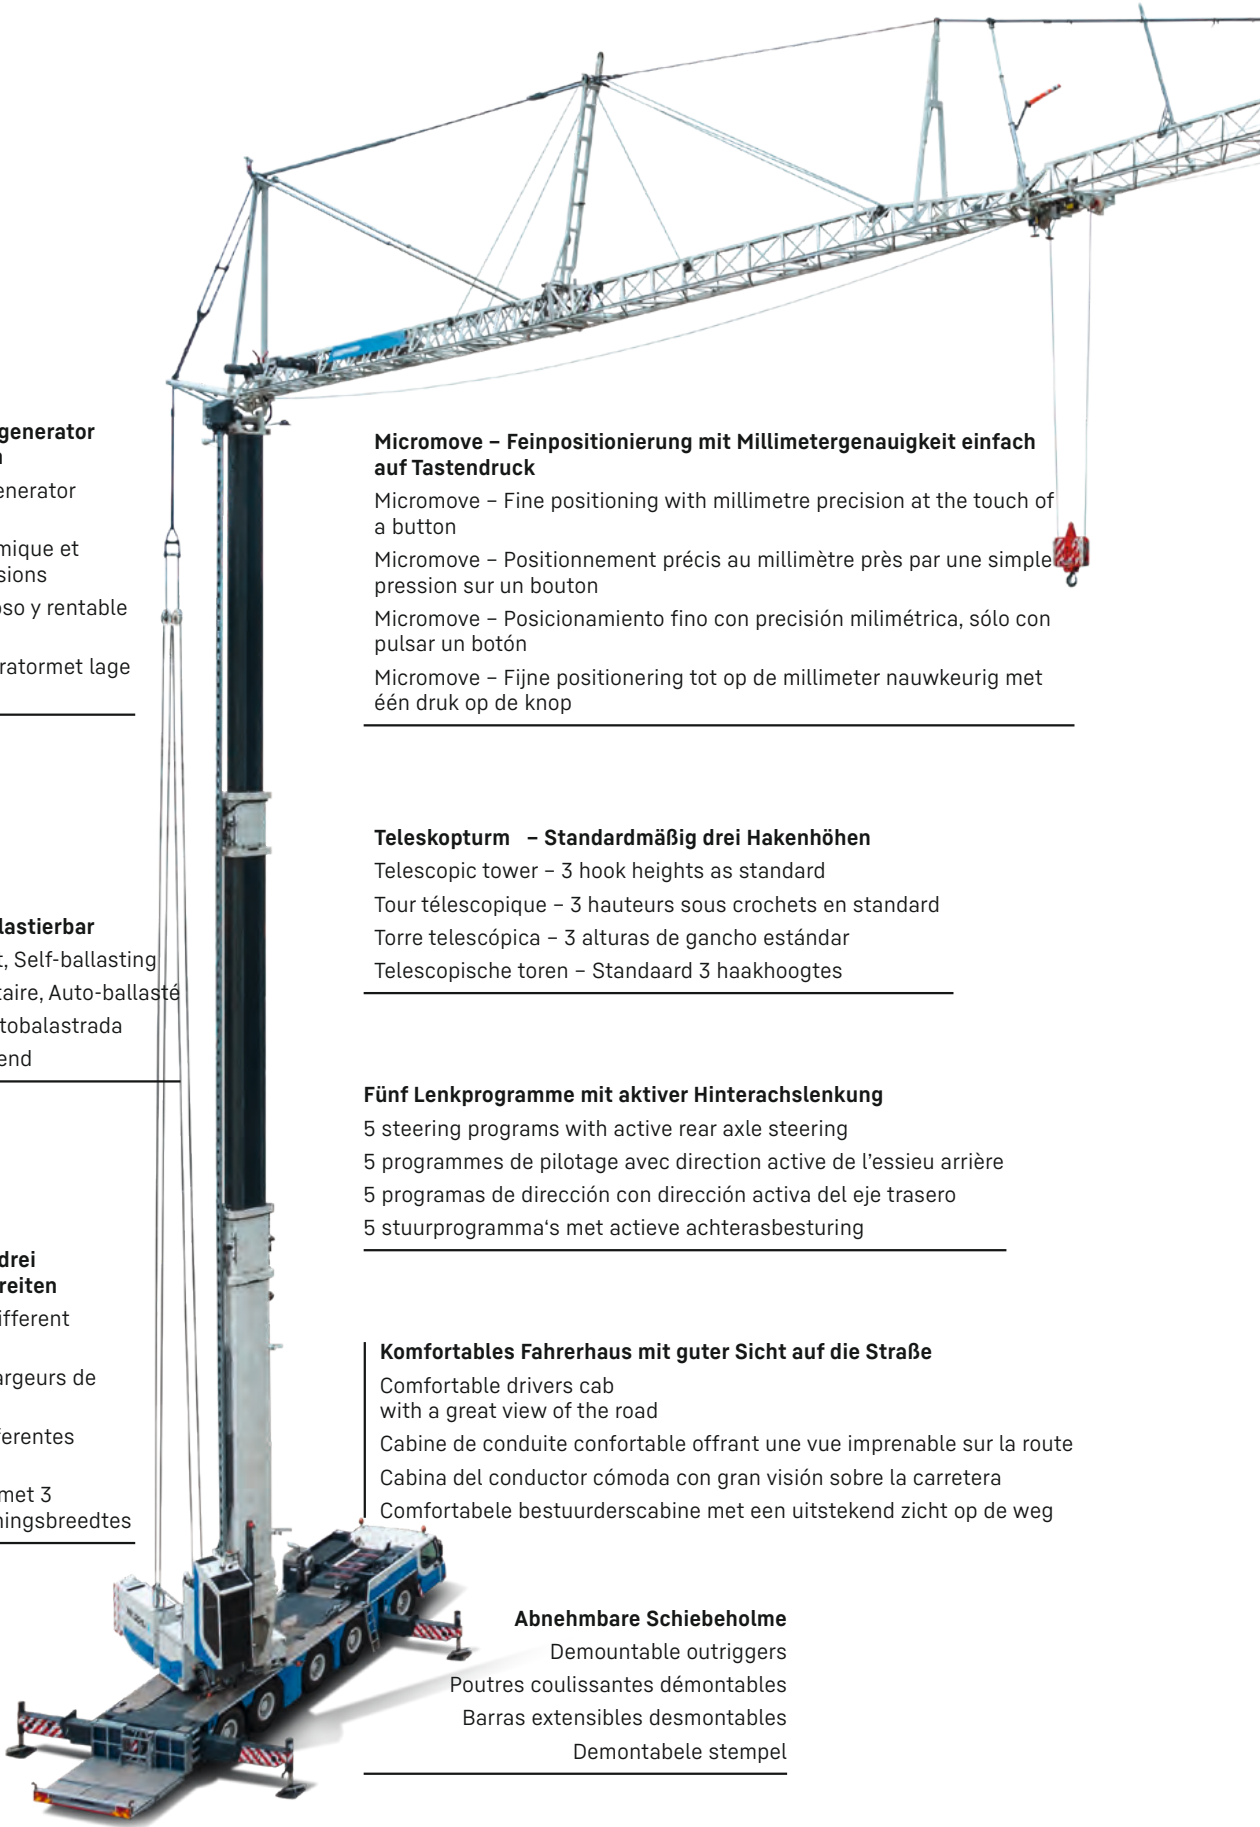 generator
enerator
mique et
sions
oso y rentable
ratormet lage
Micromove – Feinpositionierung mit Millimetergenauigkeit einfach
auf Tastendruck
Micromove – Fine positioning with millimetre precision at the touch of
a button
Micromove – Positionnement précis au millimètre près par une simple
pression sur un bouton
Micromove – Posicionamiento fino con precisión milimétrica, sólo con
pulsar un botón
Micromove – Fijne positionering tot op de millimeter nauwkeurig met
één druk op de knop
Teleskopturm – Standardmäßig drei Hakenhöhen
Telescopic tower – 3 hook heights as standard
Tour télescopique – 3 hauteurs sous crochets en standard
Torre telescópica – 3 alturas de gancho estándar
Telescopische toren – Standaard 3 haakhoogtes
lastierbar
t, Self-ballasting
taire, Auto-ballasté
tobalastrada
end
Fünf Lenkprogramme mit aktiver Hinterachslenkung
5 steering programs with active rear axle steering
5 programmes de pilotage avec direction active de l’essieu arrière
5 programas de dirección con dirección activa del eje trasero
5 stuurprogramma‘s met actieve achterasbesturing
drei
reiten
ifferent
argeurs de
ferentes
met 3
ningsbreedtes
Komfortables Fahrerhaus mit guter Sicht auf die Straße
Comfortable drivers cab
with a great view of the road
Cabine de conduite confortable offrant une vue imprenable sur la route
Cabina del conductor cómoda con gran visión sobre la carretera
Comfortabele bestuurderscabine met een uitstekend zicht op de weg
Abnehmbare Schiebeholme
Demountable outriggers
Poutres coulissantes démontables
Barras extensibles desmontables
Demontabele stempel